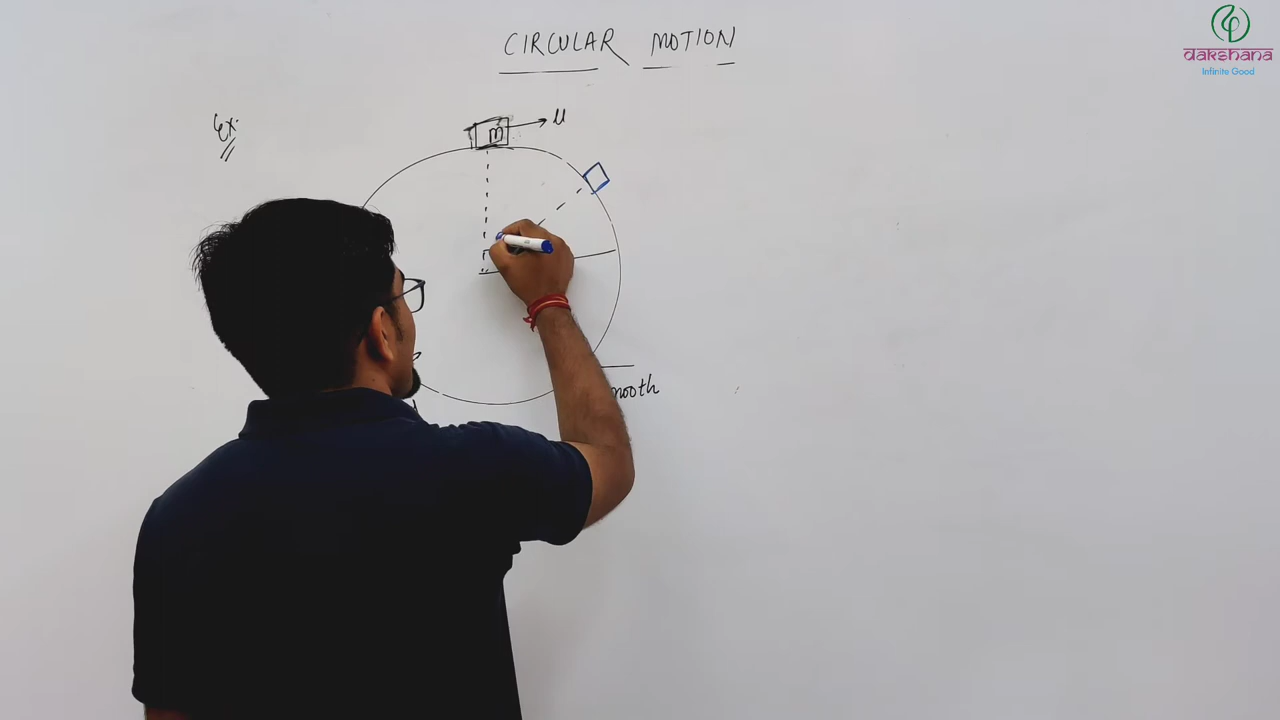 CIRCULAR MOTION
dakshana
Infinite Good
Ex:
m
u